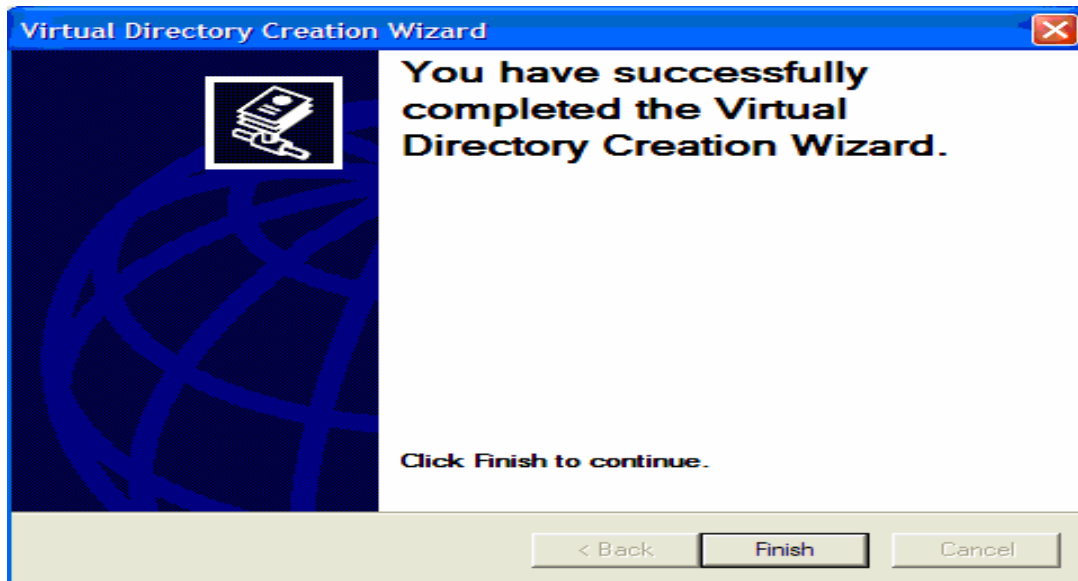 Virtual Directory Creation Wizard
You have successfully
completed the Virtual
Directory Creation Wizard.
Click Finish to continue.
< Back
Finish
Cancel